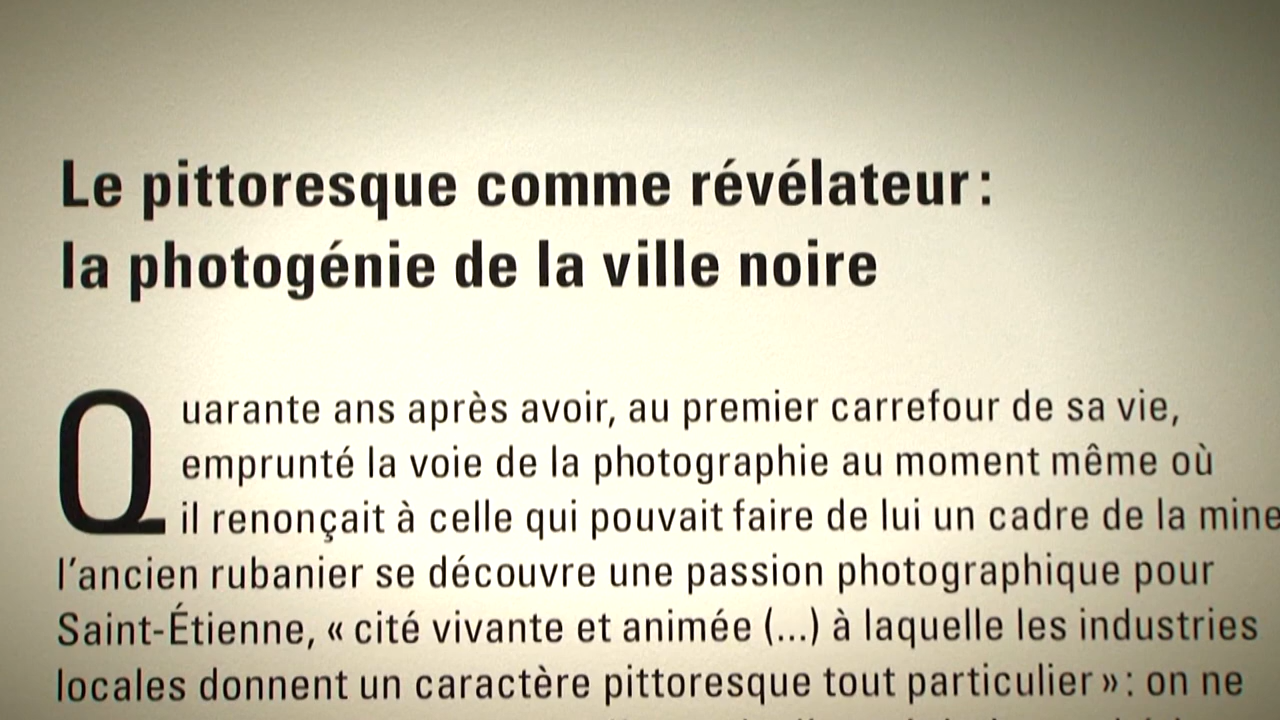 Le pittoresque comme révélateur :
la photogénie de la ville noire
Quarante ans après avoir, au premier carrefour de sa vie,
emprunté la voie de la photographie au moment même où
il renonçait à celle qui pouvait faire de lui un cadre de la mine
l'ancien rubanier se découvre une passion photographique pour
Saint-Étienne, « cité vivante et animée (...) à laquelle les industries
locales donnent un caractère pittoresque tout particulier » : on ne